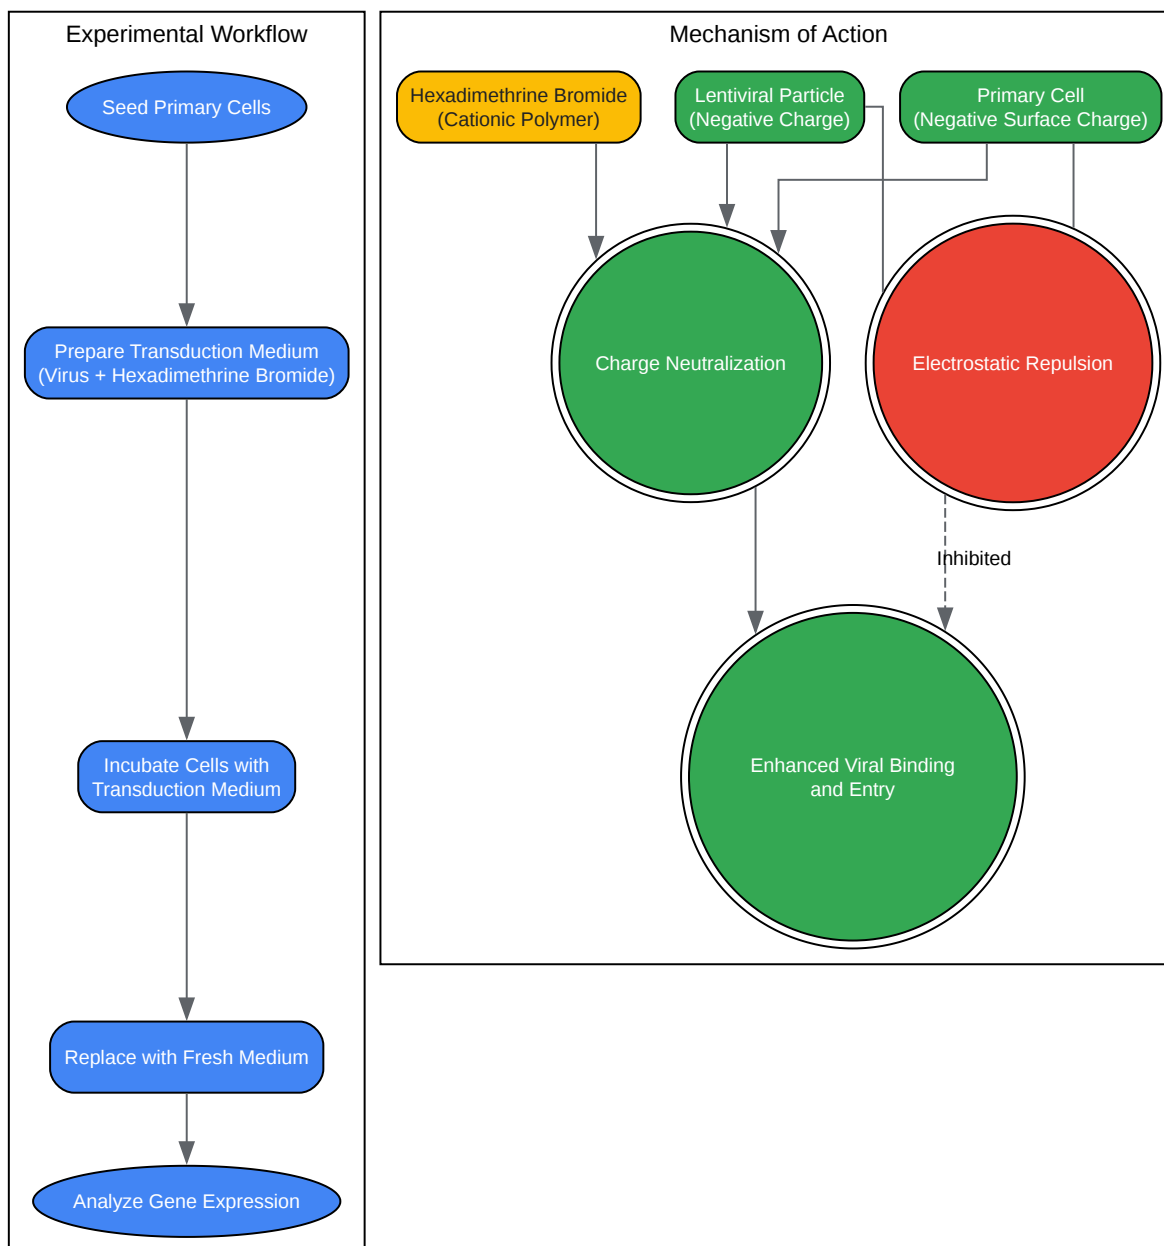 Experimental Workflow
Seed Primary Cells
Prepare Transduction Medium
(Virus + Hexadimethrine Bromide)
Incubate Cells with
Transduction Medium
Replace with Fresh Medium
Analyze Gene Expression
Mechanism of Action
Hexadimethrine Bromide
(Cationic Polymer)
Lentiviral Particle
(Negative Charge)
Primary Cell
(Negative Surface Charge)
Charge Neutralization
Electrostatic Repulsion
Inhibited
Enhanced Viral Binding
and Entry